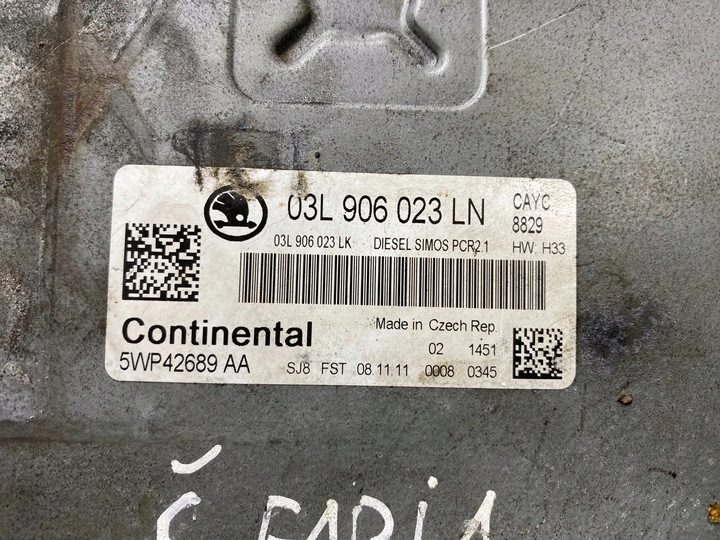 03L 906 023 LN
CAYC
8829
03L 906 023 LK DIESEL SIMOS PCR2.1 HW: H33
Continental
Made in Czech Rep.
5WP42689 AA
02 1451
SJ8 FST 08.11.11 0008 0345
Š FABIA